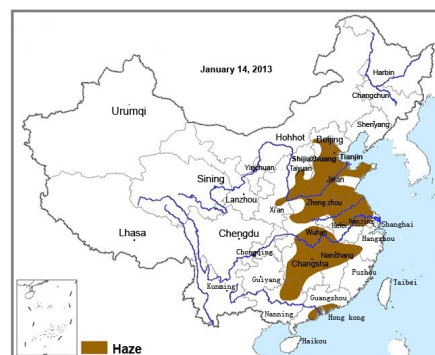 January 14, 2013
Harbin
Changchun
Urumqi
Shenyang
Hohhot
Beijing
Shijiazhuang
Tianjin
Taiyuan
Yinchuan
Sining
Jinan
Lanzhou
Xi'an
Zheng zhou
Lhasa
Chengdu
Hefei
Nanjing
Shanghai
Wuhan
Hangzhou
Chongqing
Nanchang
Changsha
Guiyang
Fuzhou
Kunming
Taibei
Guangzhou
Nanning
Hong kong
Haikou
Haze